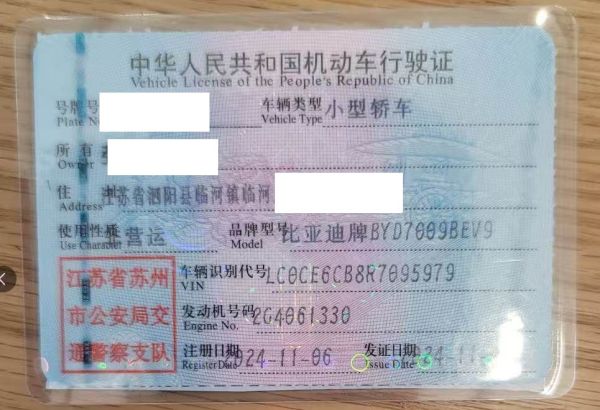 中华人民共和国机动车行驶证
Vehicle License of the People's Republic of China
号牌号 车辆类型 小型轿车
Plate Vehicle Type
所有
Owner
住 江苏省泗阳县临河镇临河
Address
使用性质 营运 品牌型号 比亚迪牌BYD7009BEV9
Use Character Model
江苏省苏州 车辆识别代号 LC0CE6CB8R7095979
VIN
市公安局交 发动机号码 204061330
Engine No.
通警察支队 注册日期 2024-11-06 发证日期
Register Date Issue Date